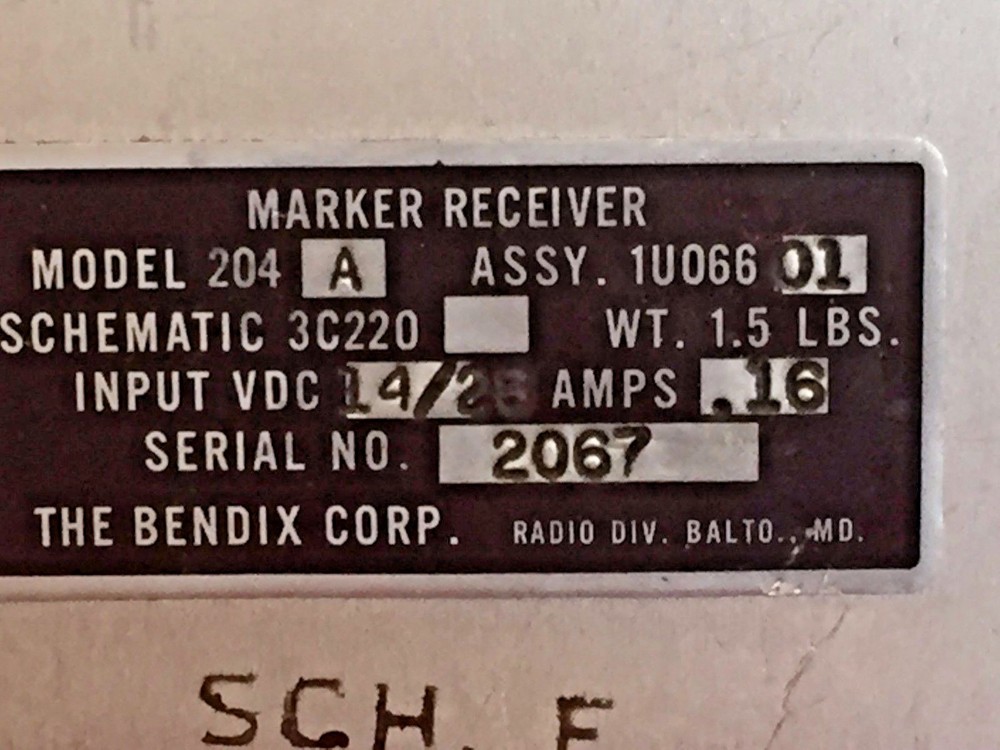 MARKER RECEIVER
MODEL 204 A ASSY. 1U066 01
SCHEMATIC 3C220 WT. 1.5 LBS.
INPUT VDC 14/28 AMPS .16
SERIAL NO. 2067
THE BENDIX CORP. RADIO DIV. BALTO., MD.
SCH. F